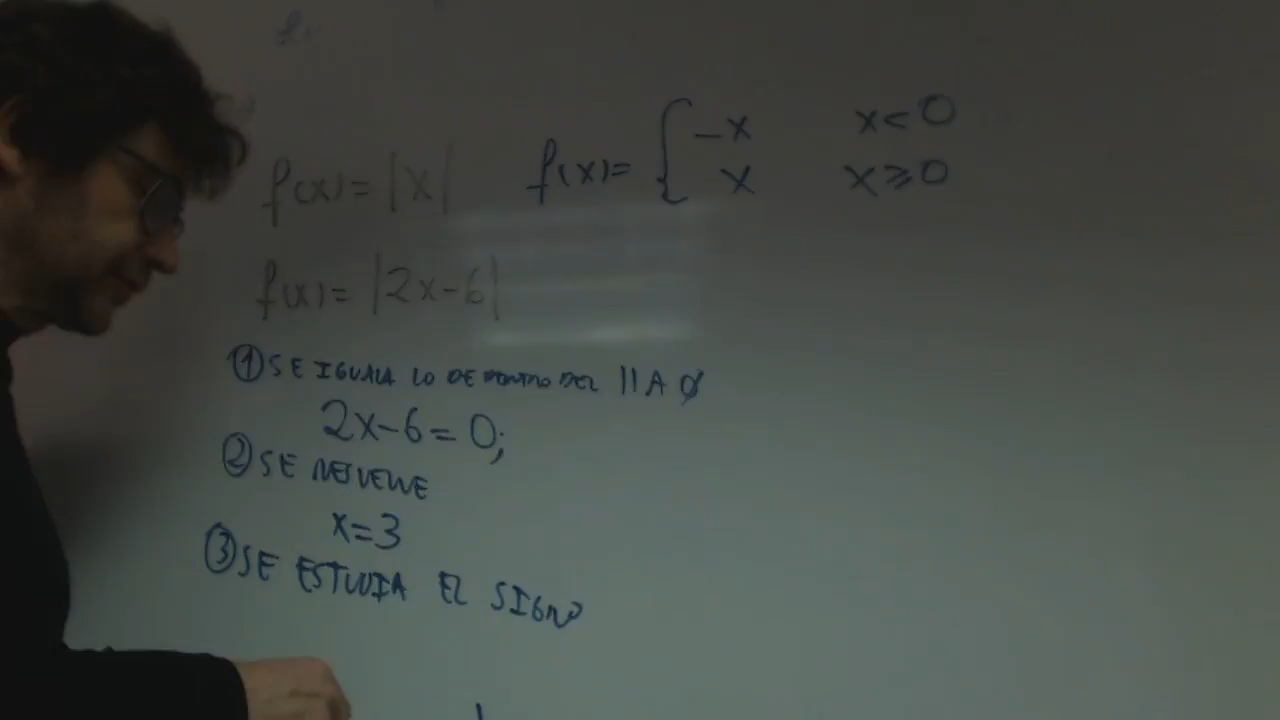 f(x) = |x|
f(x) = { -x x < 0
x x ⩾ 0
f(x) = |2x-6|
① SE IGUALA LO DE DENTRO DEL || A 0
2x-6 = 0;
② SE RESUELVE
x=3
③ SE ESTUDIA EL SIGNO